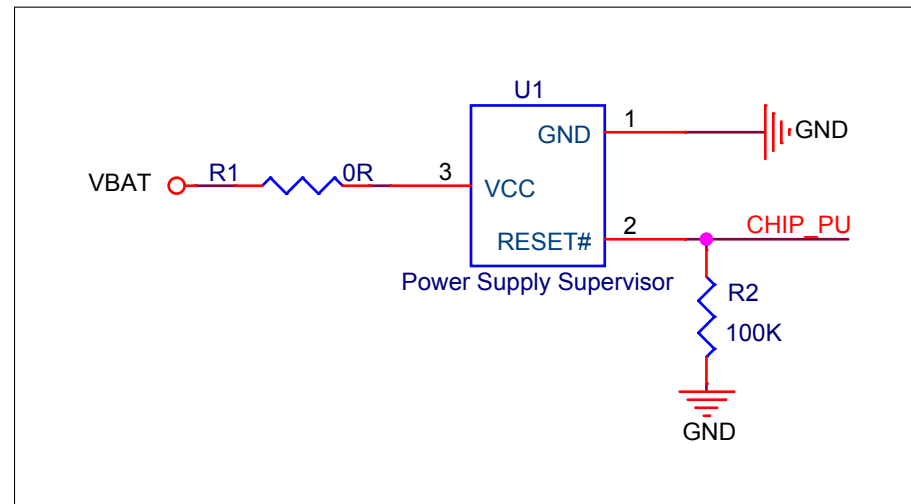 U1
GND
1
GND
VBAT
R1
0R
3
VCC
2
CHIP_PU
RESET#
Power Supply Supervisor
R2
100K
GND